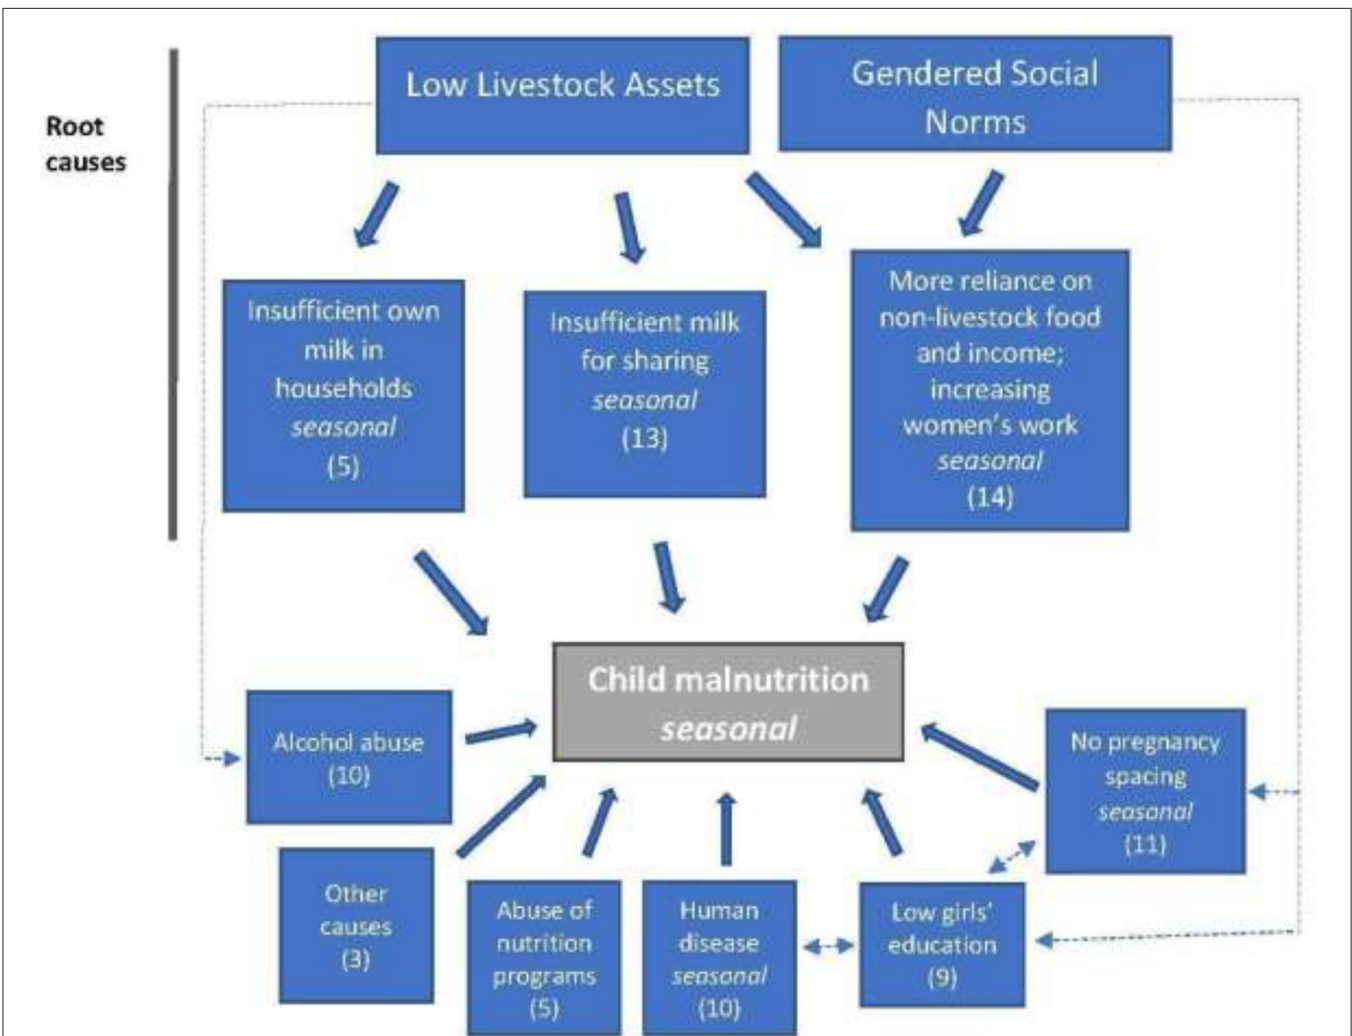 Root
causes
Low Livestock Assets
Gendered Social
Norms
Insufficient own
milk in
households
seasonal
(5)
Insufficient milk
for sharing
seasonal
(13)
More reliance on
non-livestock food
and income;
increasing
women's work
seasonal
(14)
Child malnutrition
seasonal
Alcohol abuse
(10)
No pregnancy
spacing
seasonal
(11)
Other
causes
(3)
Abuse of
nutrition
programs
(5)
Human
disease
seasonal
(10)
Low girls'
education
(9)